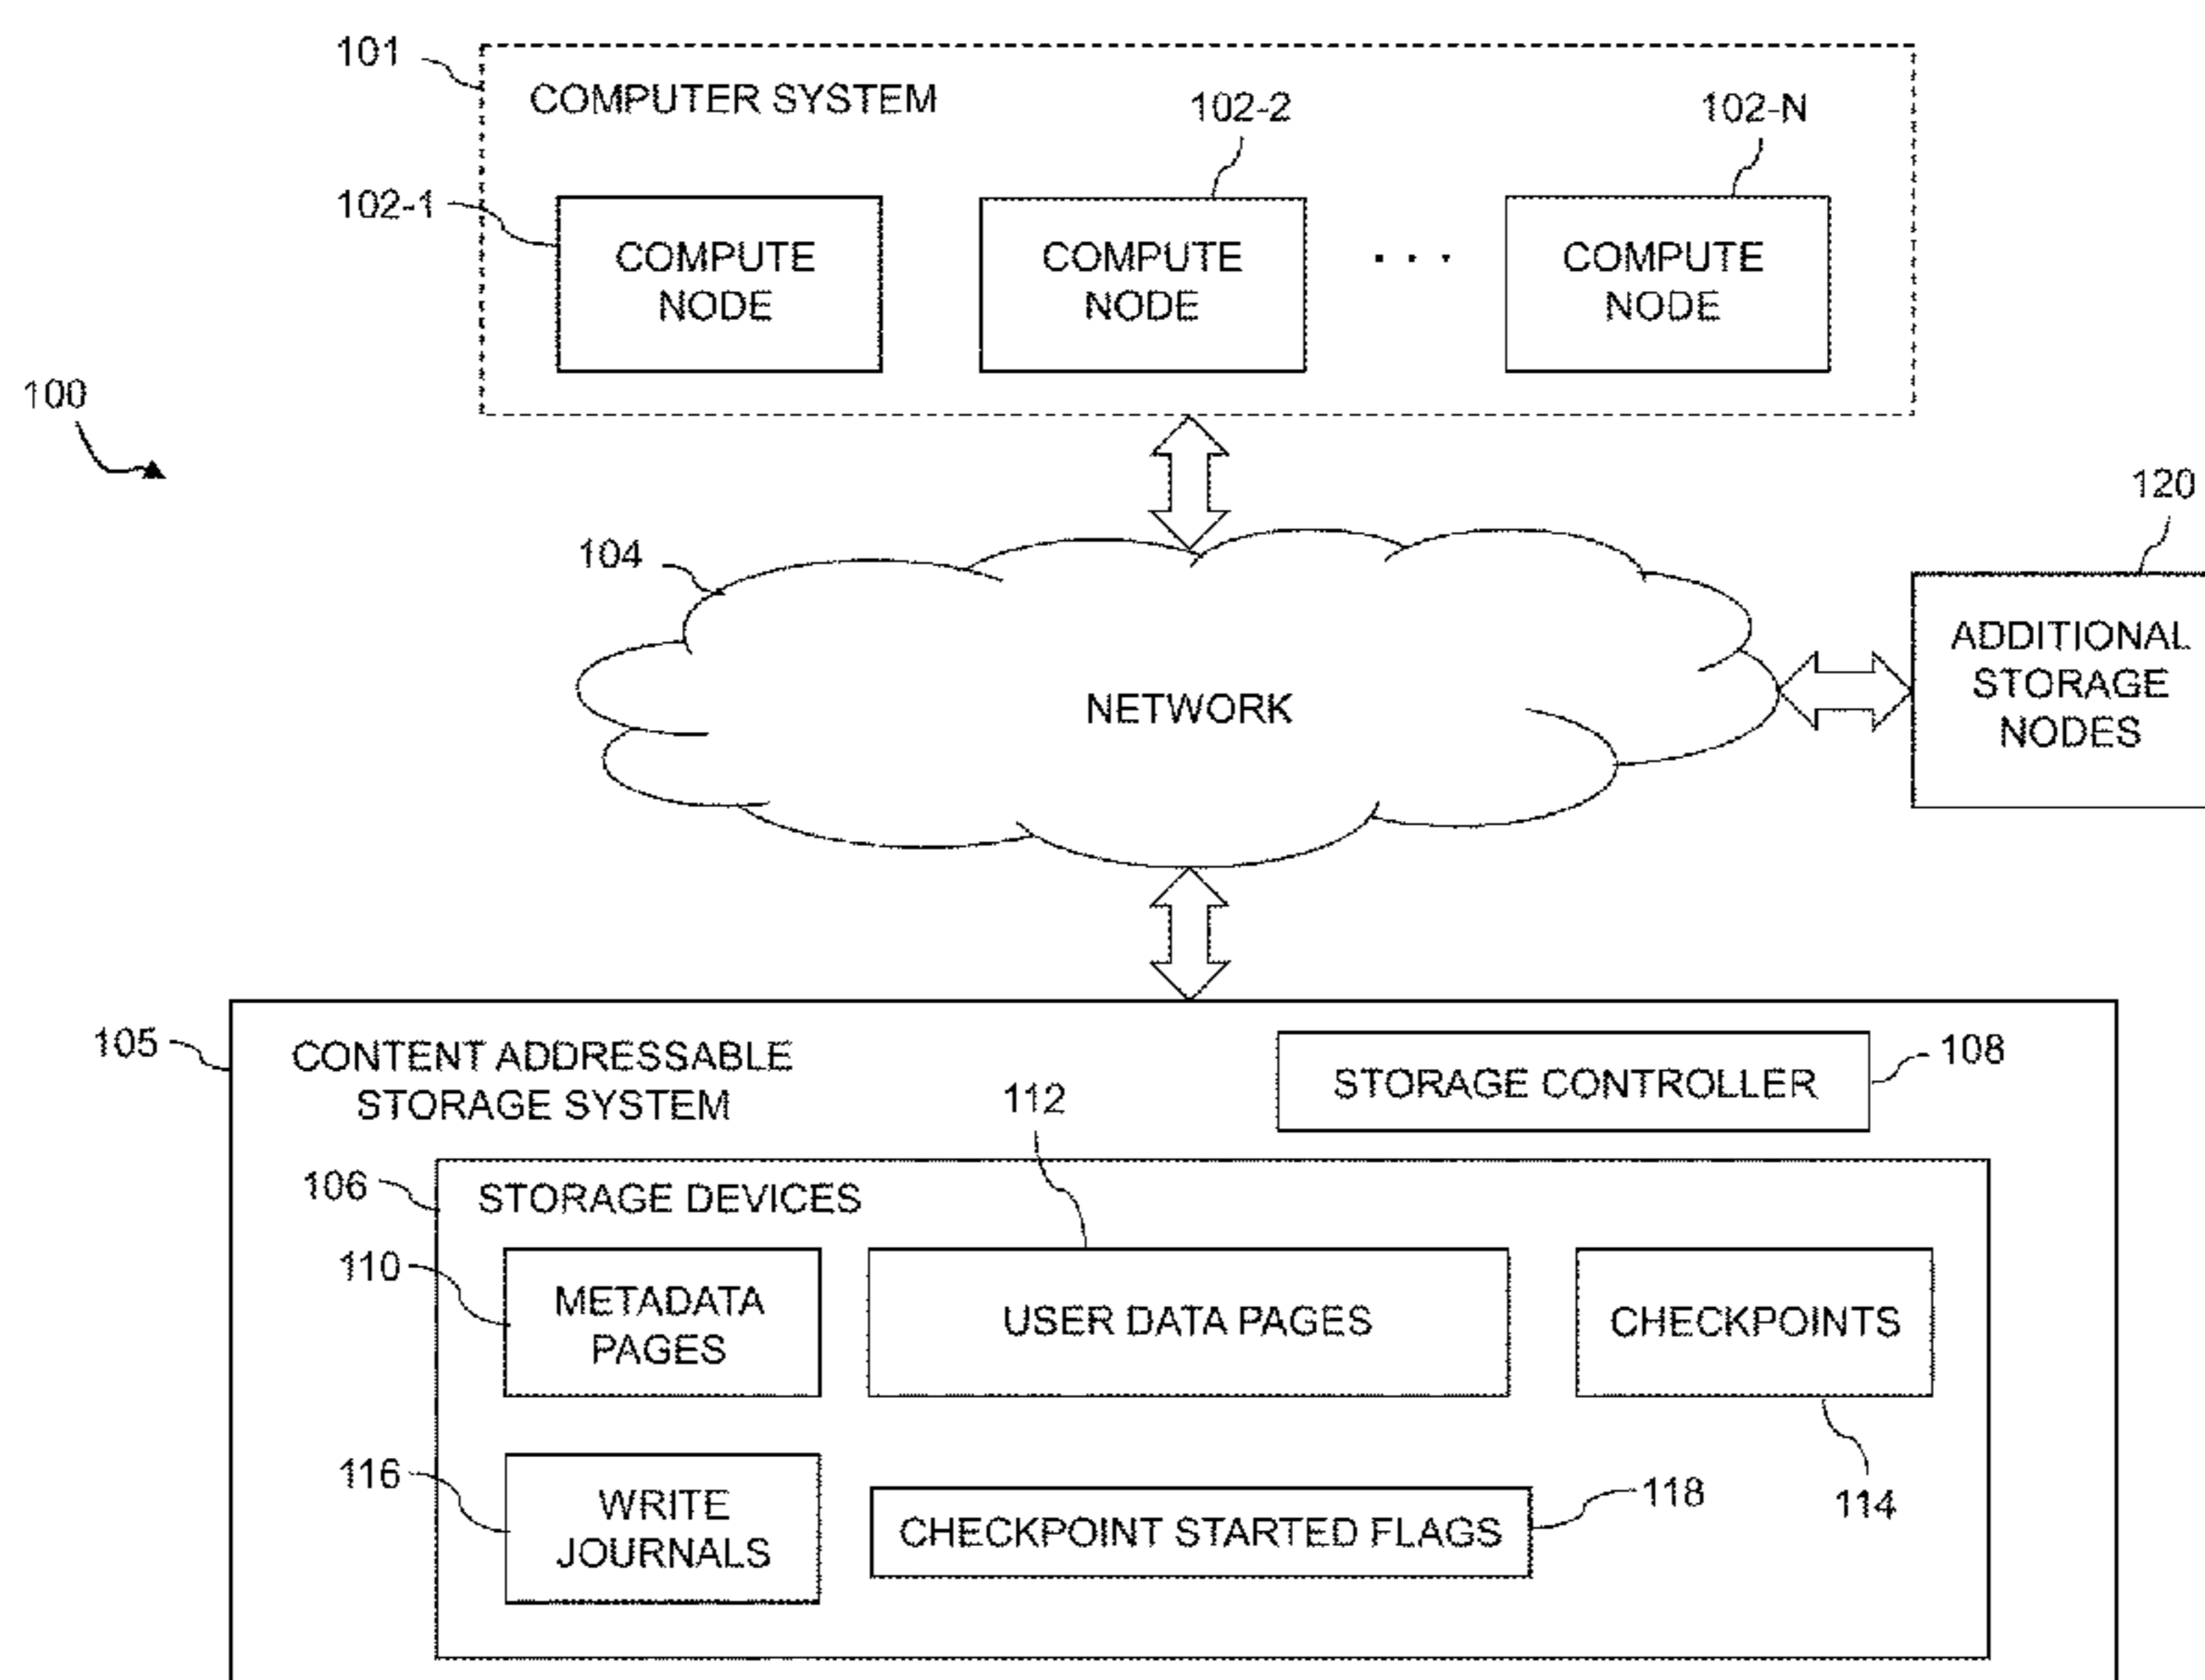 101
COMPUTER SYSTEM
102-2
102-N
102-1
COMPUTE
NODE
COMPUTE
NODE
. . .
COMPUTE
NODE
100
120
104
ADDITIONAL
STORAGE
NODES
NETWORK
105
CONTENT ADDRESSABLE
STORAGE SYSTEM
108
STORAGE CONTROLLER
112
106
STORAGE DEVICES
110
METADATA
PAGES
USER DATA PAGES
CHECKPOINTS
116
WRITE
JOURNALS
118
CHECKPOINT STARTED FLAGS
114